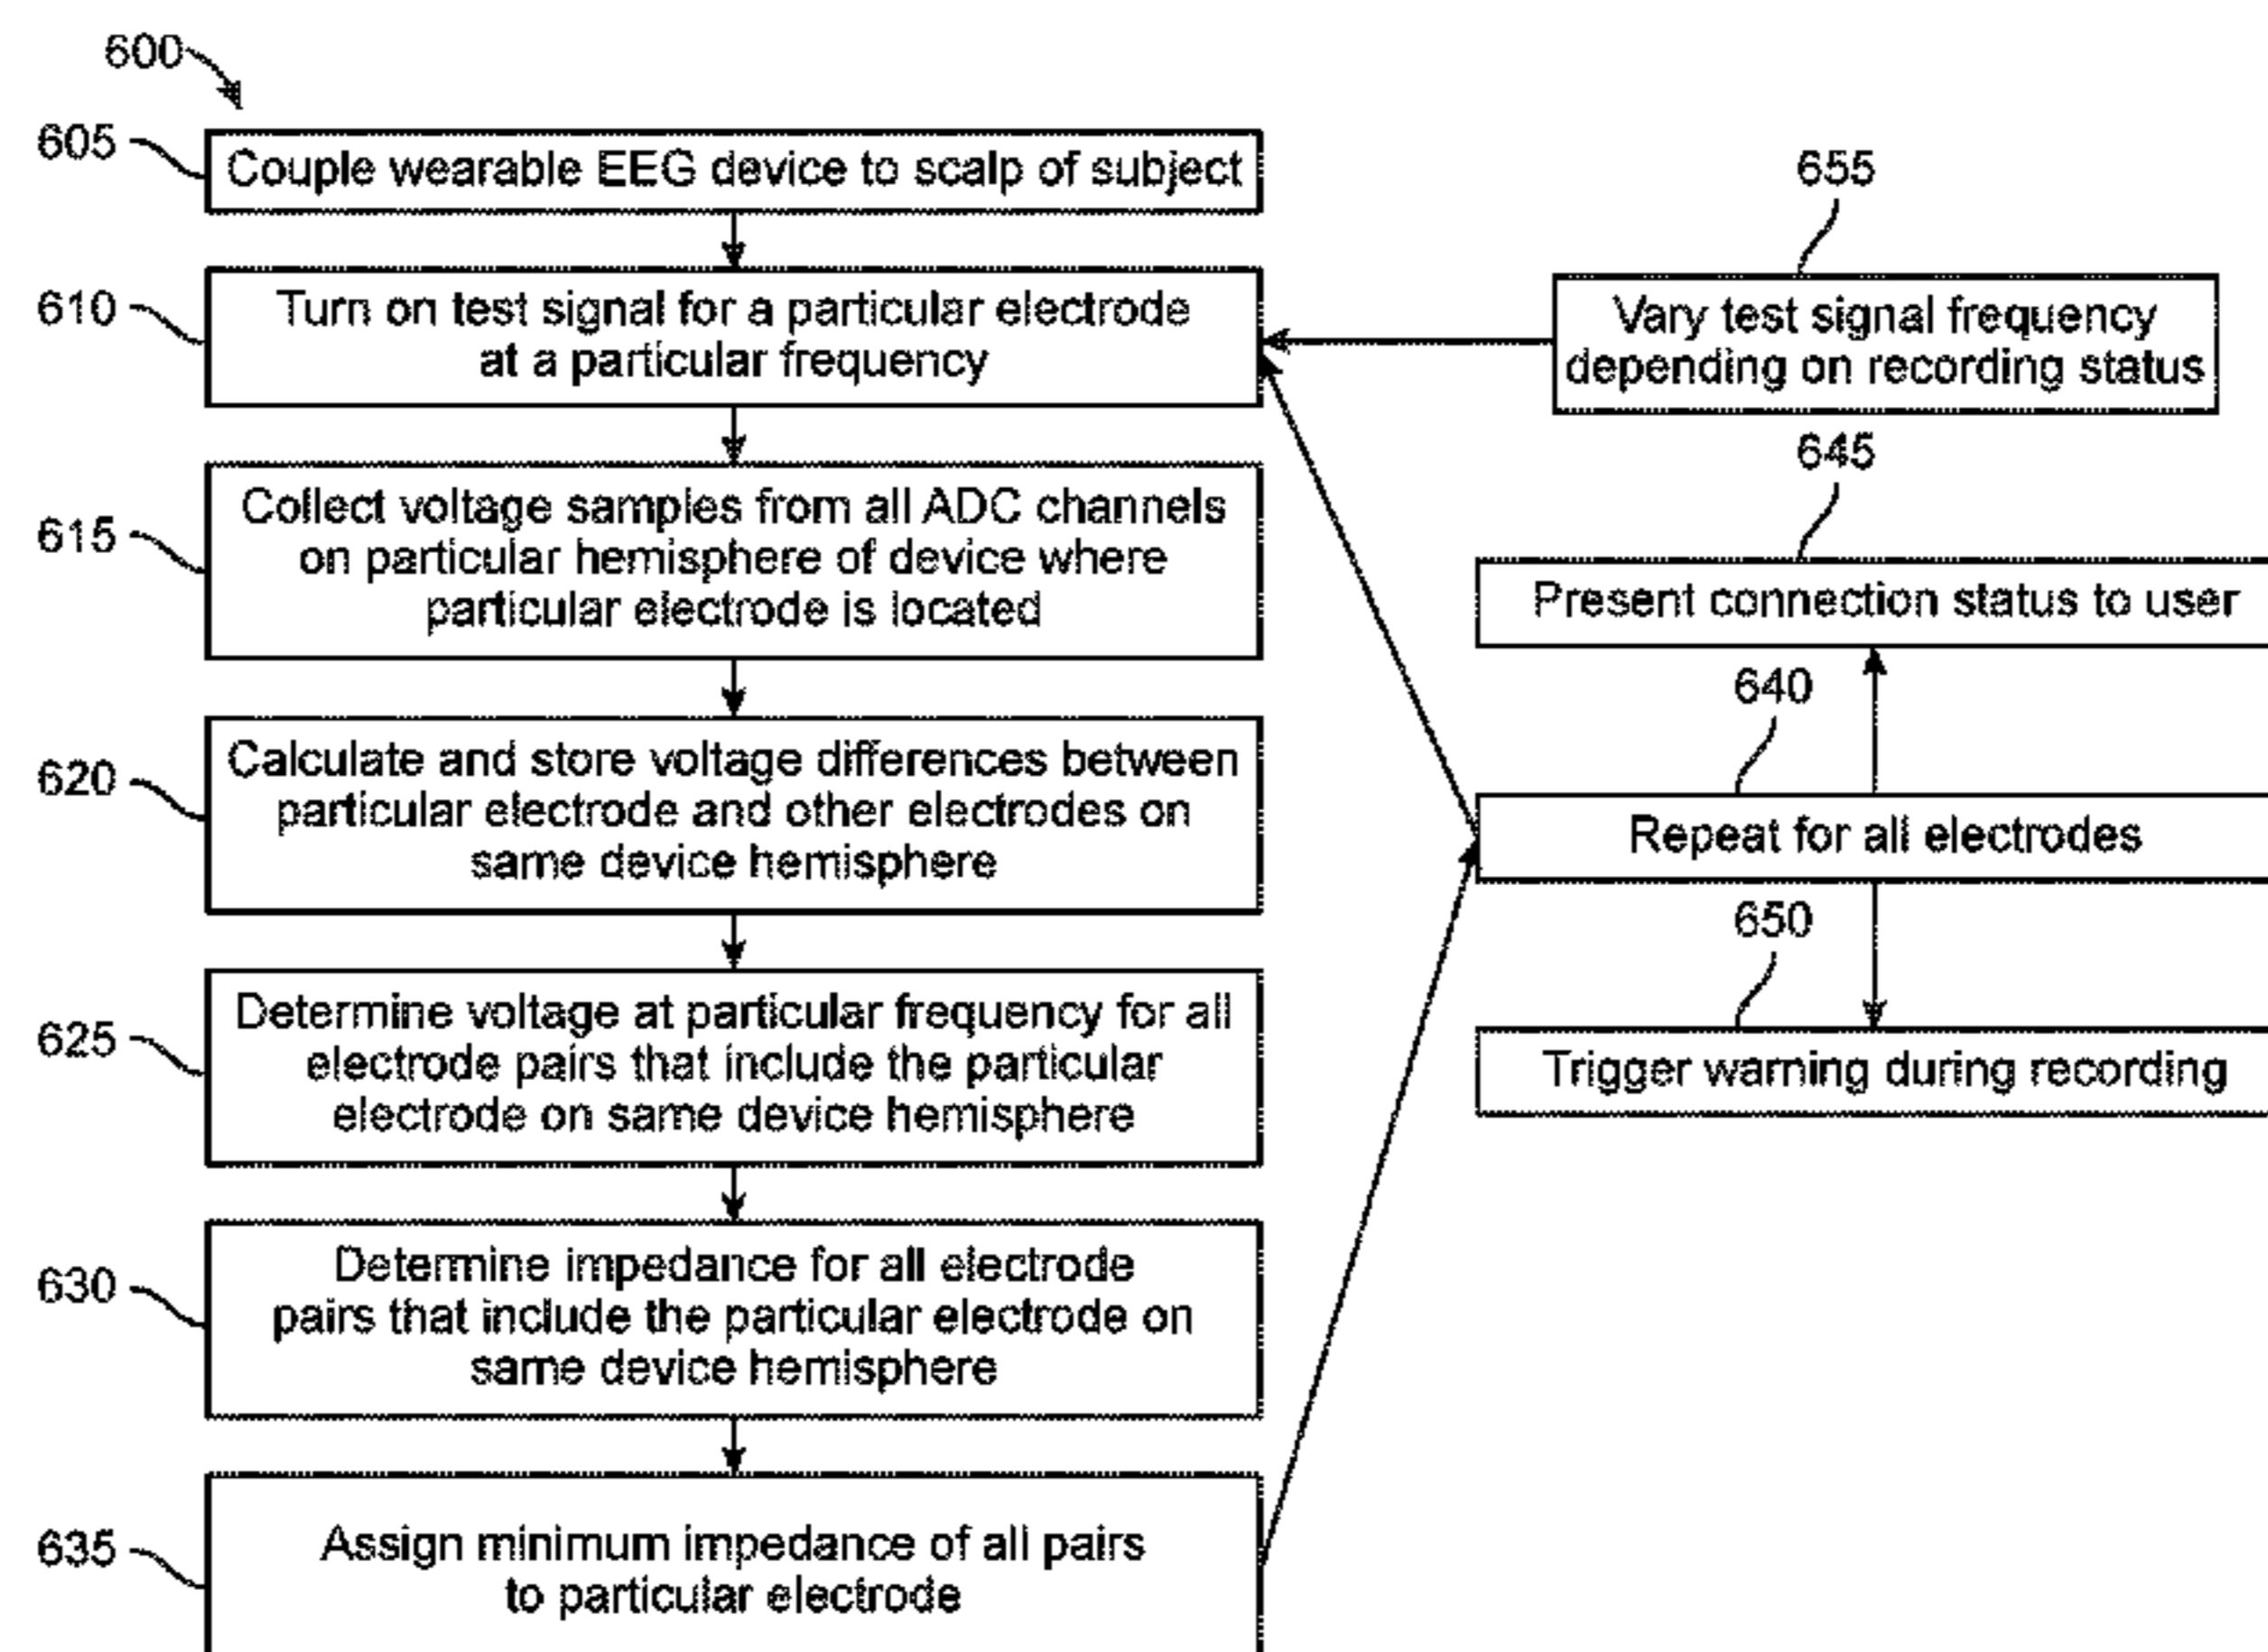 600
605
Couple wearable EEG device to scalp of subject
610
Turn on test signal for a particular electrode
at a particular frequency
615
Collect voltage samples from all ADC channels
on particular hemisphere of device where
particular electrode is located
620
Calculate and store voltage differences between
particular electrode and other electrodes on
same device hemisphere
625
Determine voltage at particular frequency for all
electrode pairs that include the particular
electrode on same device hemisphere
630
Determine impedance for all electrode
pairs that include the particular electrode on
same device hemisphere
635
Assign minimum impedance of all pairs
to particular electrode
655
Vary test signal frequency
depending on recording status
645
Present connection status to user
640
Repeat for all electrodes
650
Trigger warning during recording